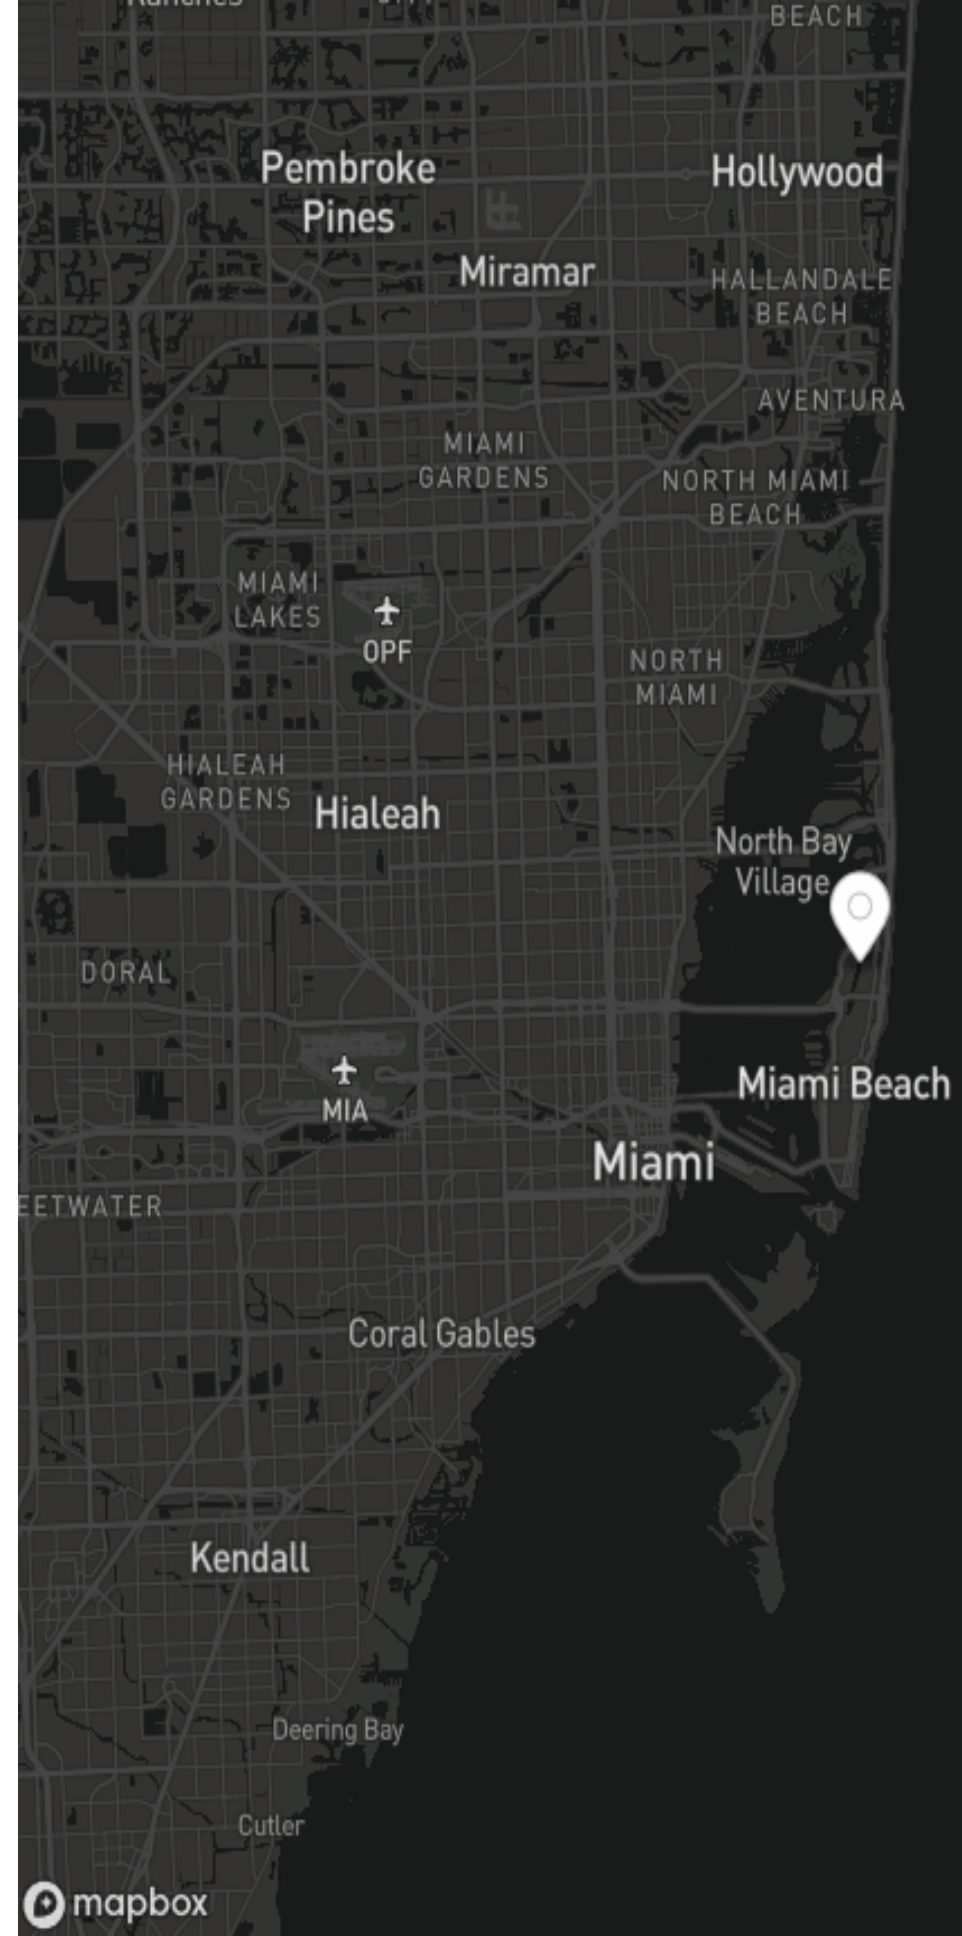 BEACH
Pembroke
Pines
Hollywood
Miramar
HALLANDALE
BEACH
AVENTURA
MIAMI
GARDENS
NORTH MIAMI
BEACH
MIAMI
LAKES
OPF
NORTH
MIAMI
HIALEAH
GARDENS
Hialeah
North Bay
Village
DORAL
MIA
Miami Beach
Miami
EETWATER
Coral Gables
Kendall
Deering Bay
Cutler
mapbox